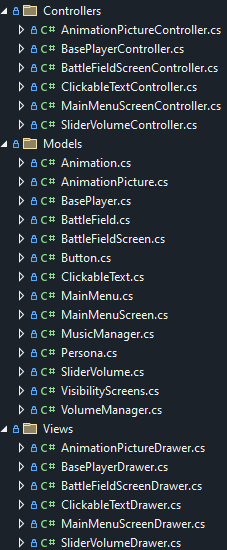 Controllers
C# AnimationPictureController.cs
C# BasePlayerController.cs
C# BattleFieldScreenController.cs
C# ClickableTextController.cs
C# MainMenuScreenController.cs
C# SliderVolumeController.cs
Models
C# Animation.cs
C# AnimationPicture.cs
C# BasePlayer.cs
C# BattleField.cs
C# BattleFieldScreen.cs
C# Button.cs
C# ClickableText.cs
C# MainMenu.cs
C# MainMenuScreen.cs
C# MusicManager.cs
C# Persona.cs
C# SliderVolume.cs
C# VisibilityScreens.cs
C# VolumeManager.cs
Views
C# AnimationPictureDrawer.cs
C# BasePlayerDrawer.cs
C# BattleFieldScreenDrawer.cs
C# ClickableTextDrawer.cs
C# MainMenuScreenDrawer.cs
C# SliderVolumeDrawer.cs